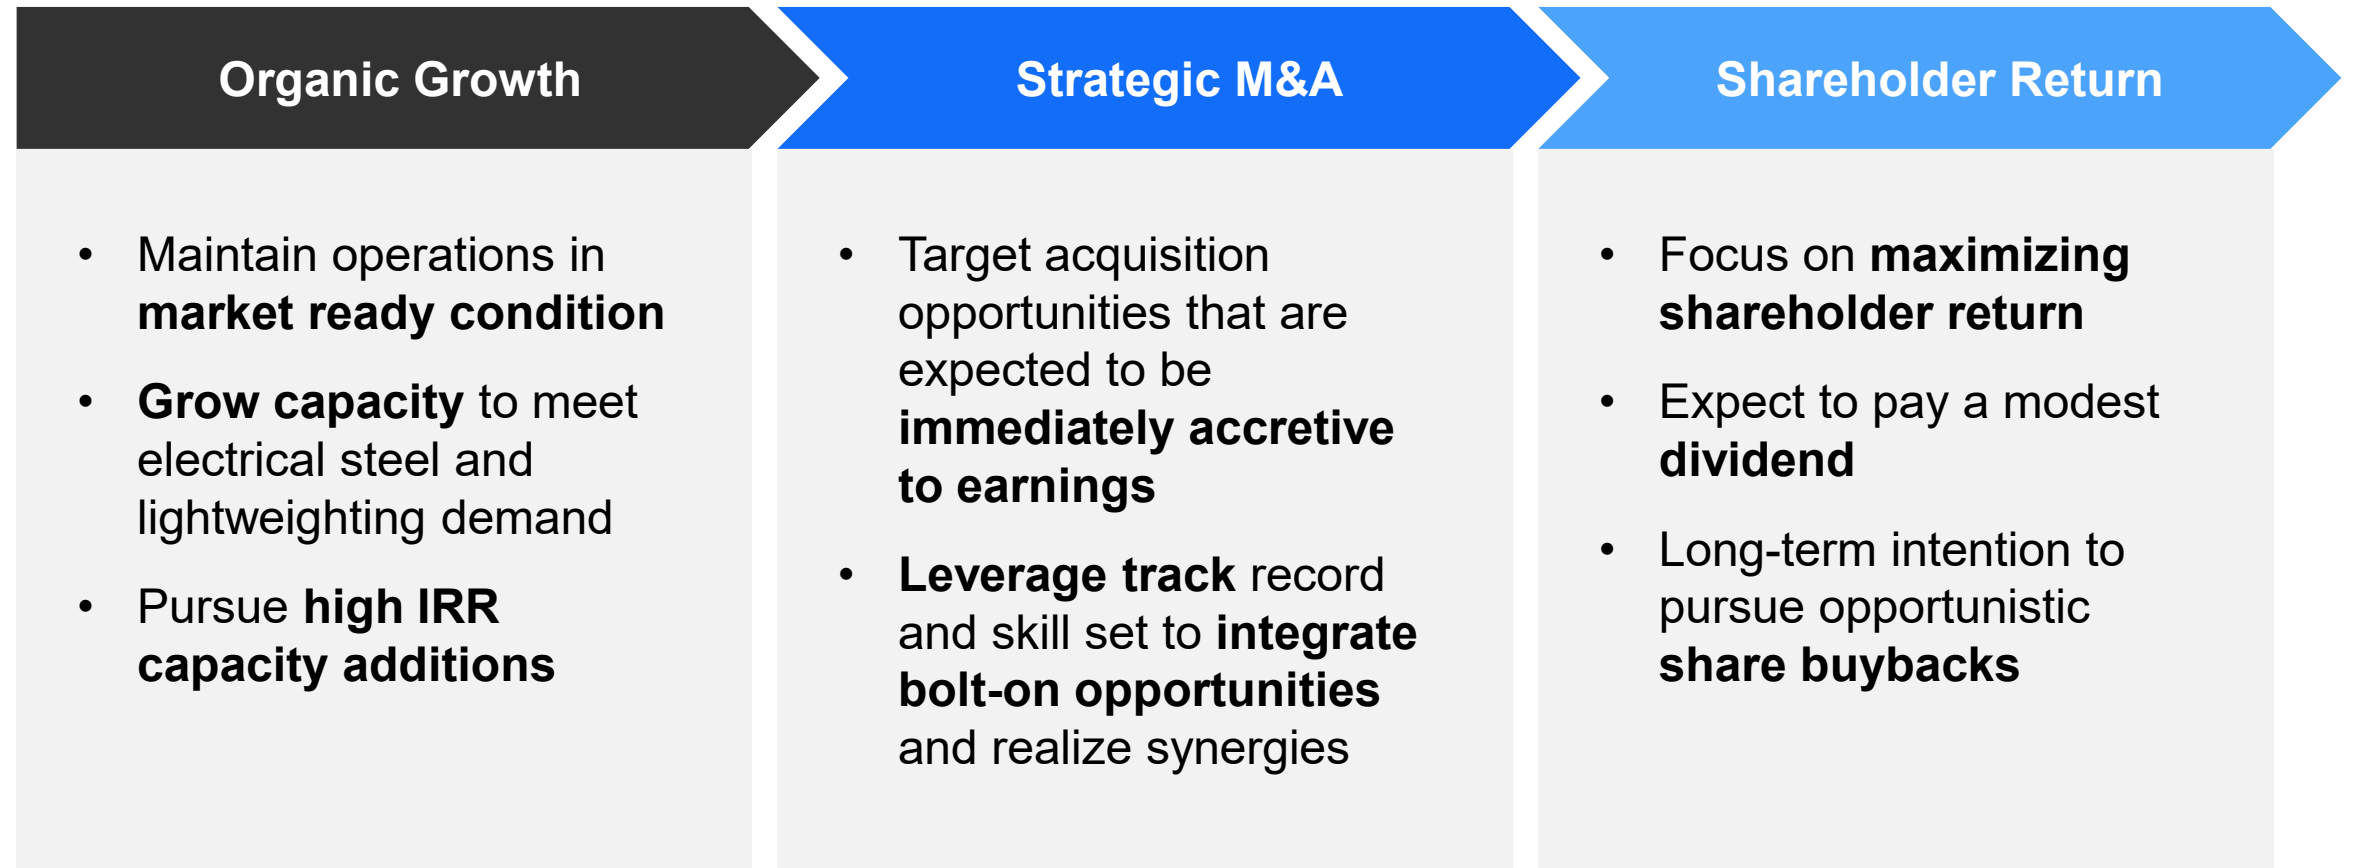 Organic Growth
• Maintain operations in
market ready condition
• Grow capacity to meet
electrical steel and
lightweighting demand
• Pursue high IRR
capacity additions
Strategic M&A
• Target acquisition
opportunities that are
expected to be
immediately accretive
to earnings
• Leverage track record
and skill set to integrate
bolt-on opportunities
and realize synergies
Shareholder Return
• Focus on maximizing
shareholder return
• Expect to pay a modest
dividend
• Long-term intention to
pursue opportunistic
share buybacks